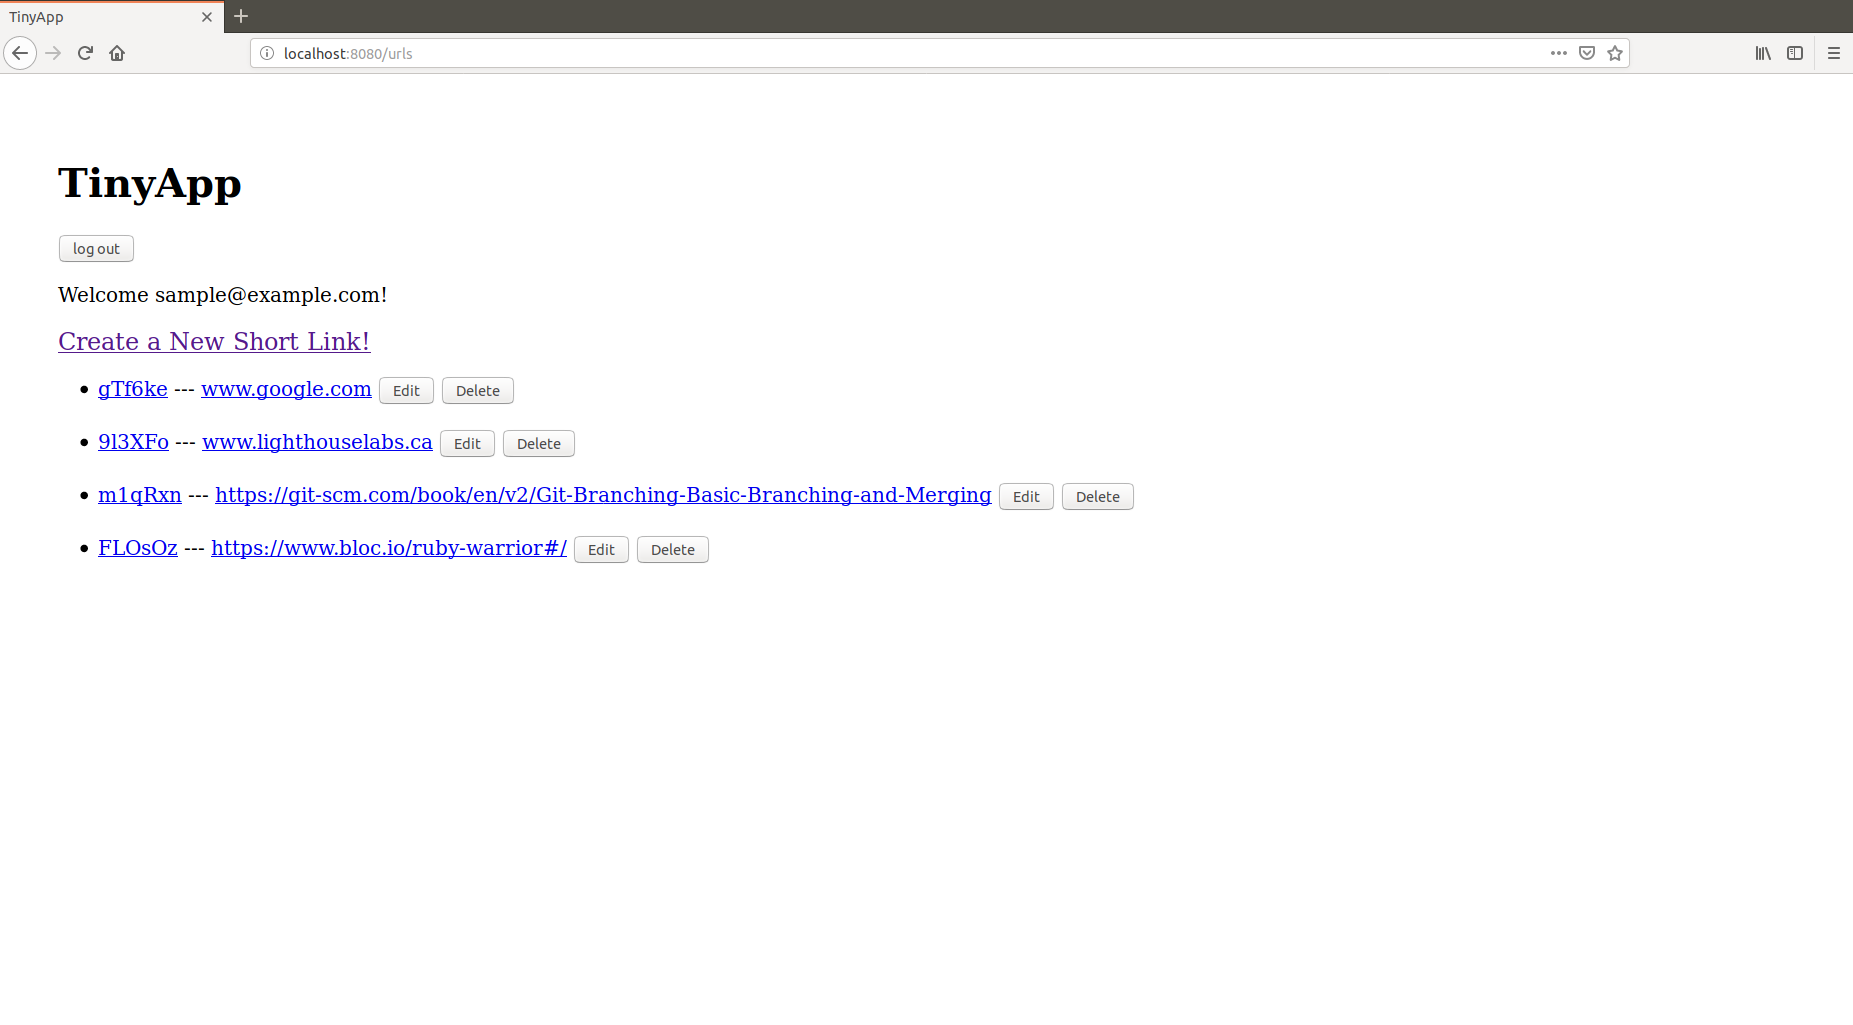 TinyApp
localhost:8080/urls
TinyApp
log out
Welcome sample@example.com!
Create a New Short Link!
gTf6ke --- www.google.com Edit Delete
9l3XFo --- www.lighthouselabs.ca Edit Delete
m1qRxn --- https://git-scm.com/book/en/v2/Git-Branching-Basic-Branching-and-Merging Edit Delete
FLOsOz --- https://www.bloc.io/ruby-warrior#/ Edit Delete